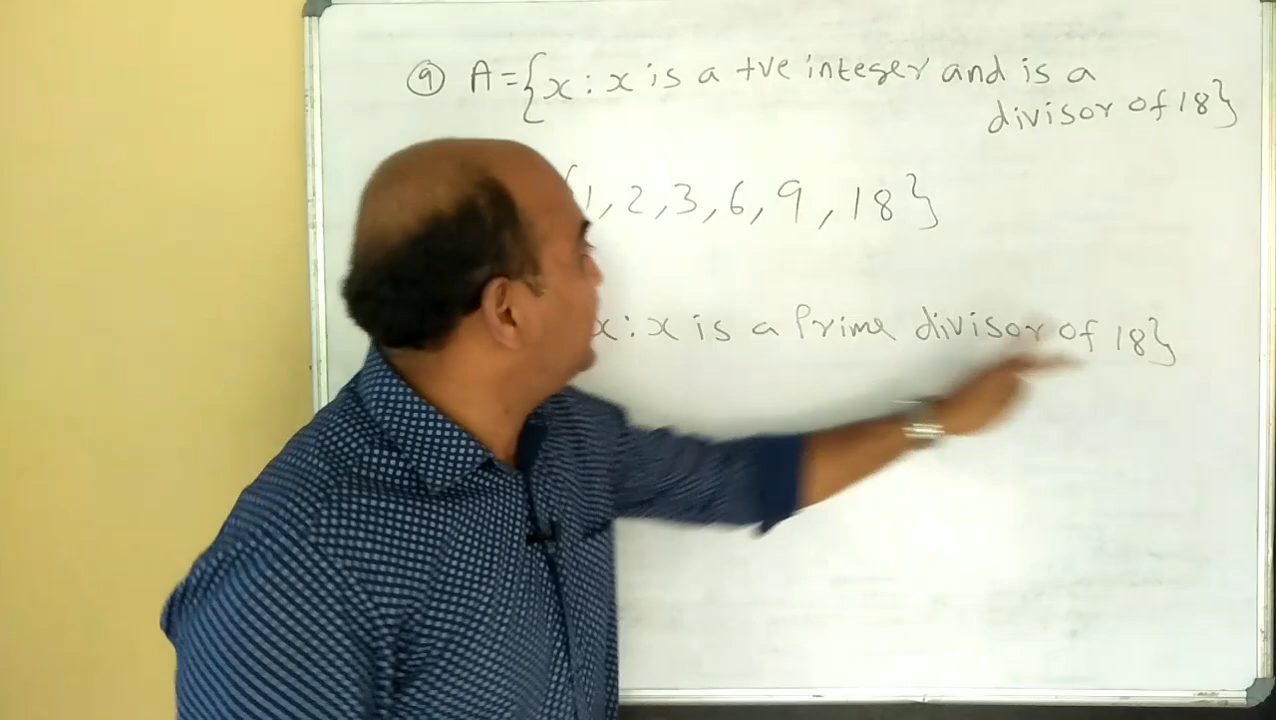 ⑨ A={x : x is a +ve integer and is a
divisor of 18}
{1, 2, 3, 6, 9, 18}
x : x is a Prime divisor of 18}